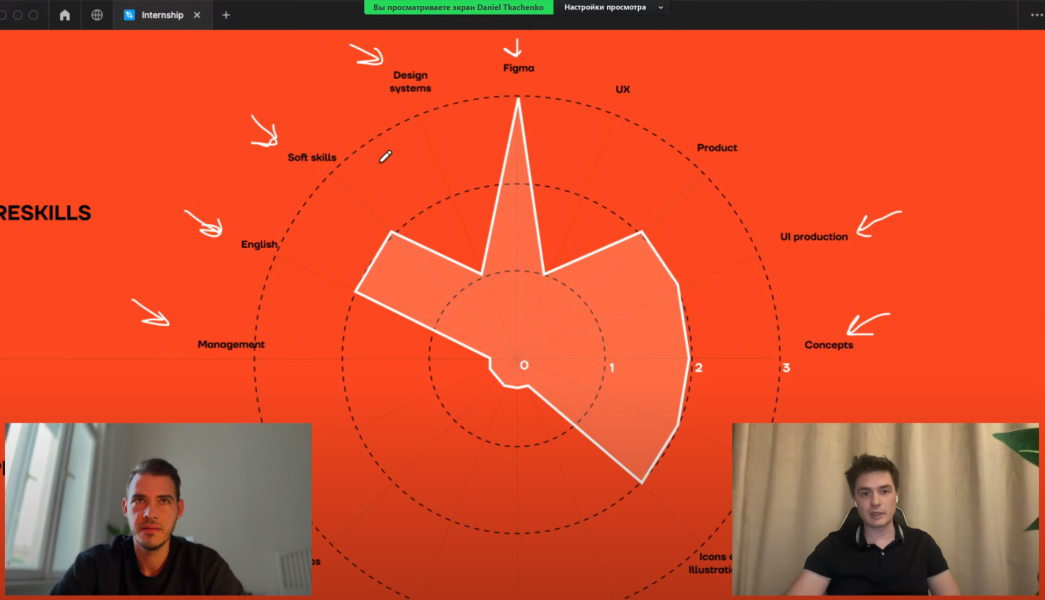 Internship
Вы просматриваете экран Daniel Tkachenko
Настройки просмотра
Figma
Design
systems
UX
Soft skills
Product
RESKILLS
English
UI production
Management
Concepts
0
1
2
3
Icons
Illustrati